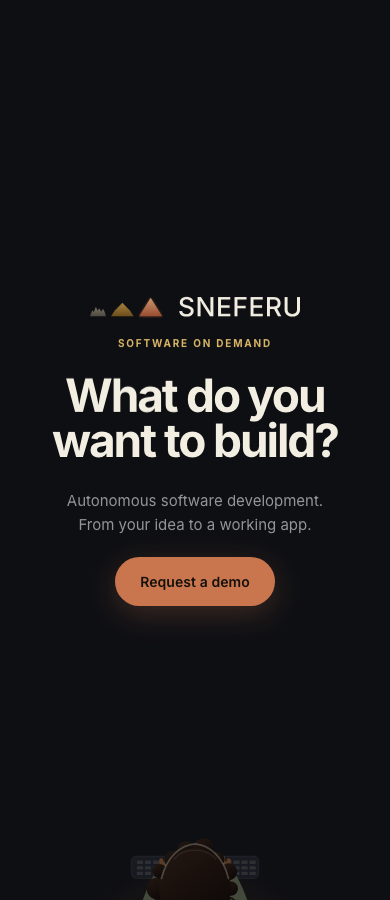 SNEFERU
SOFTWARE ON DEMAND
What do you
want to build?
Autonomous software development.
From your idea to a working app.
Request a demo